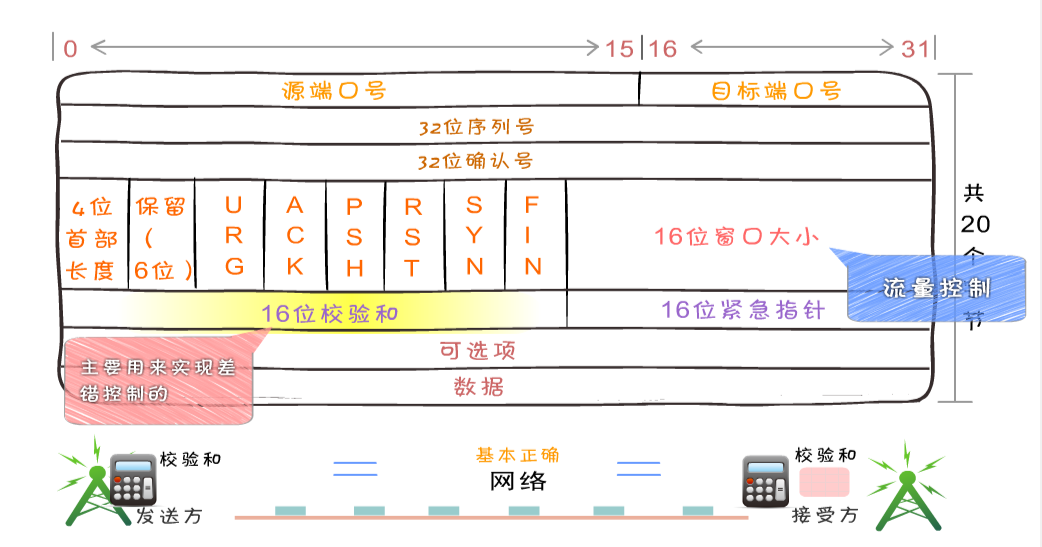 0 15 16 31
源端口号 目标端口号
32位序列号
32位确认号
4位首部长度 保留(6位) URG ACK PSH RST SYN FIN 16位窗口大小
共20个 节
流量控制
16位校验和 16位紧急指针
主要用来实现差
错控制的
可选项
数据
校验和 基本正确 校验和
网络
发送方 接受方